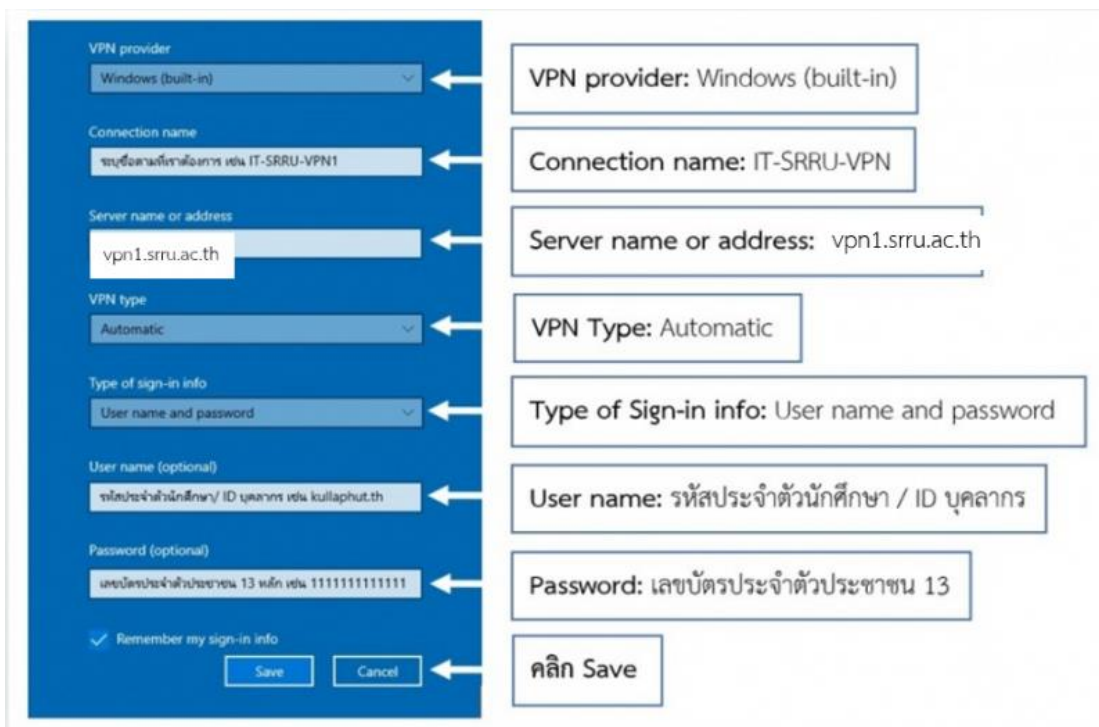 VPN provider
Windows (built-in)
VPN provider: Windows (built-in)
Connection name
ระบุชื่อตามที่เราต้องการ เช่น IT-SRRU-VPN1
Connection name: IT-SRRU-VPN
Server name or address
vpn1.srru.ac.th
Server name or address: vpn1.srru.ac.th
VPN type
Automatic
VPN Type: Automatic
Type of sign-in info
User name and password
Type of Sign-in info: User name and password
User name (optional)
รหัสประจำตัวนักศึกษา/ ID บุคลากร เช่น kullaphut.th
User name: รหัสประจำตัวนักศึกษา / ID บุคลากร
Password (optional)
เลขบัตรประจำตัวประชาชน 13 หลัก เช่น 1111111111111
Password: เลขบัตรประจำตัวประชาชน 13
Remember my sign-in info
Save Cancel
คลิก Save